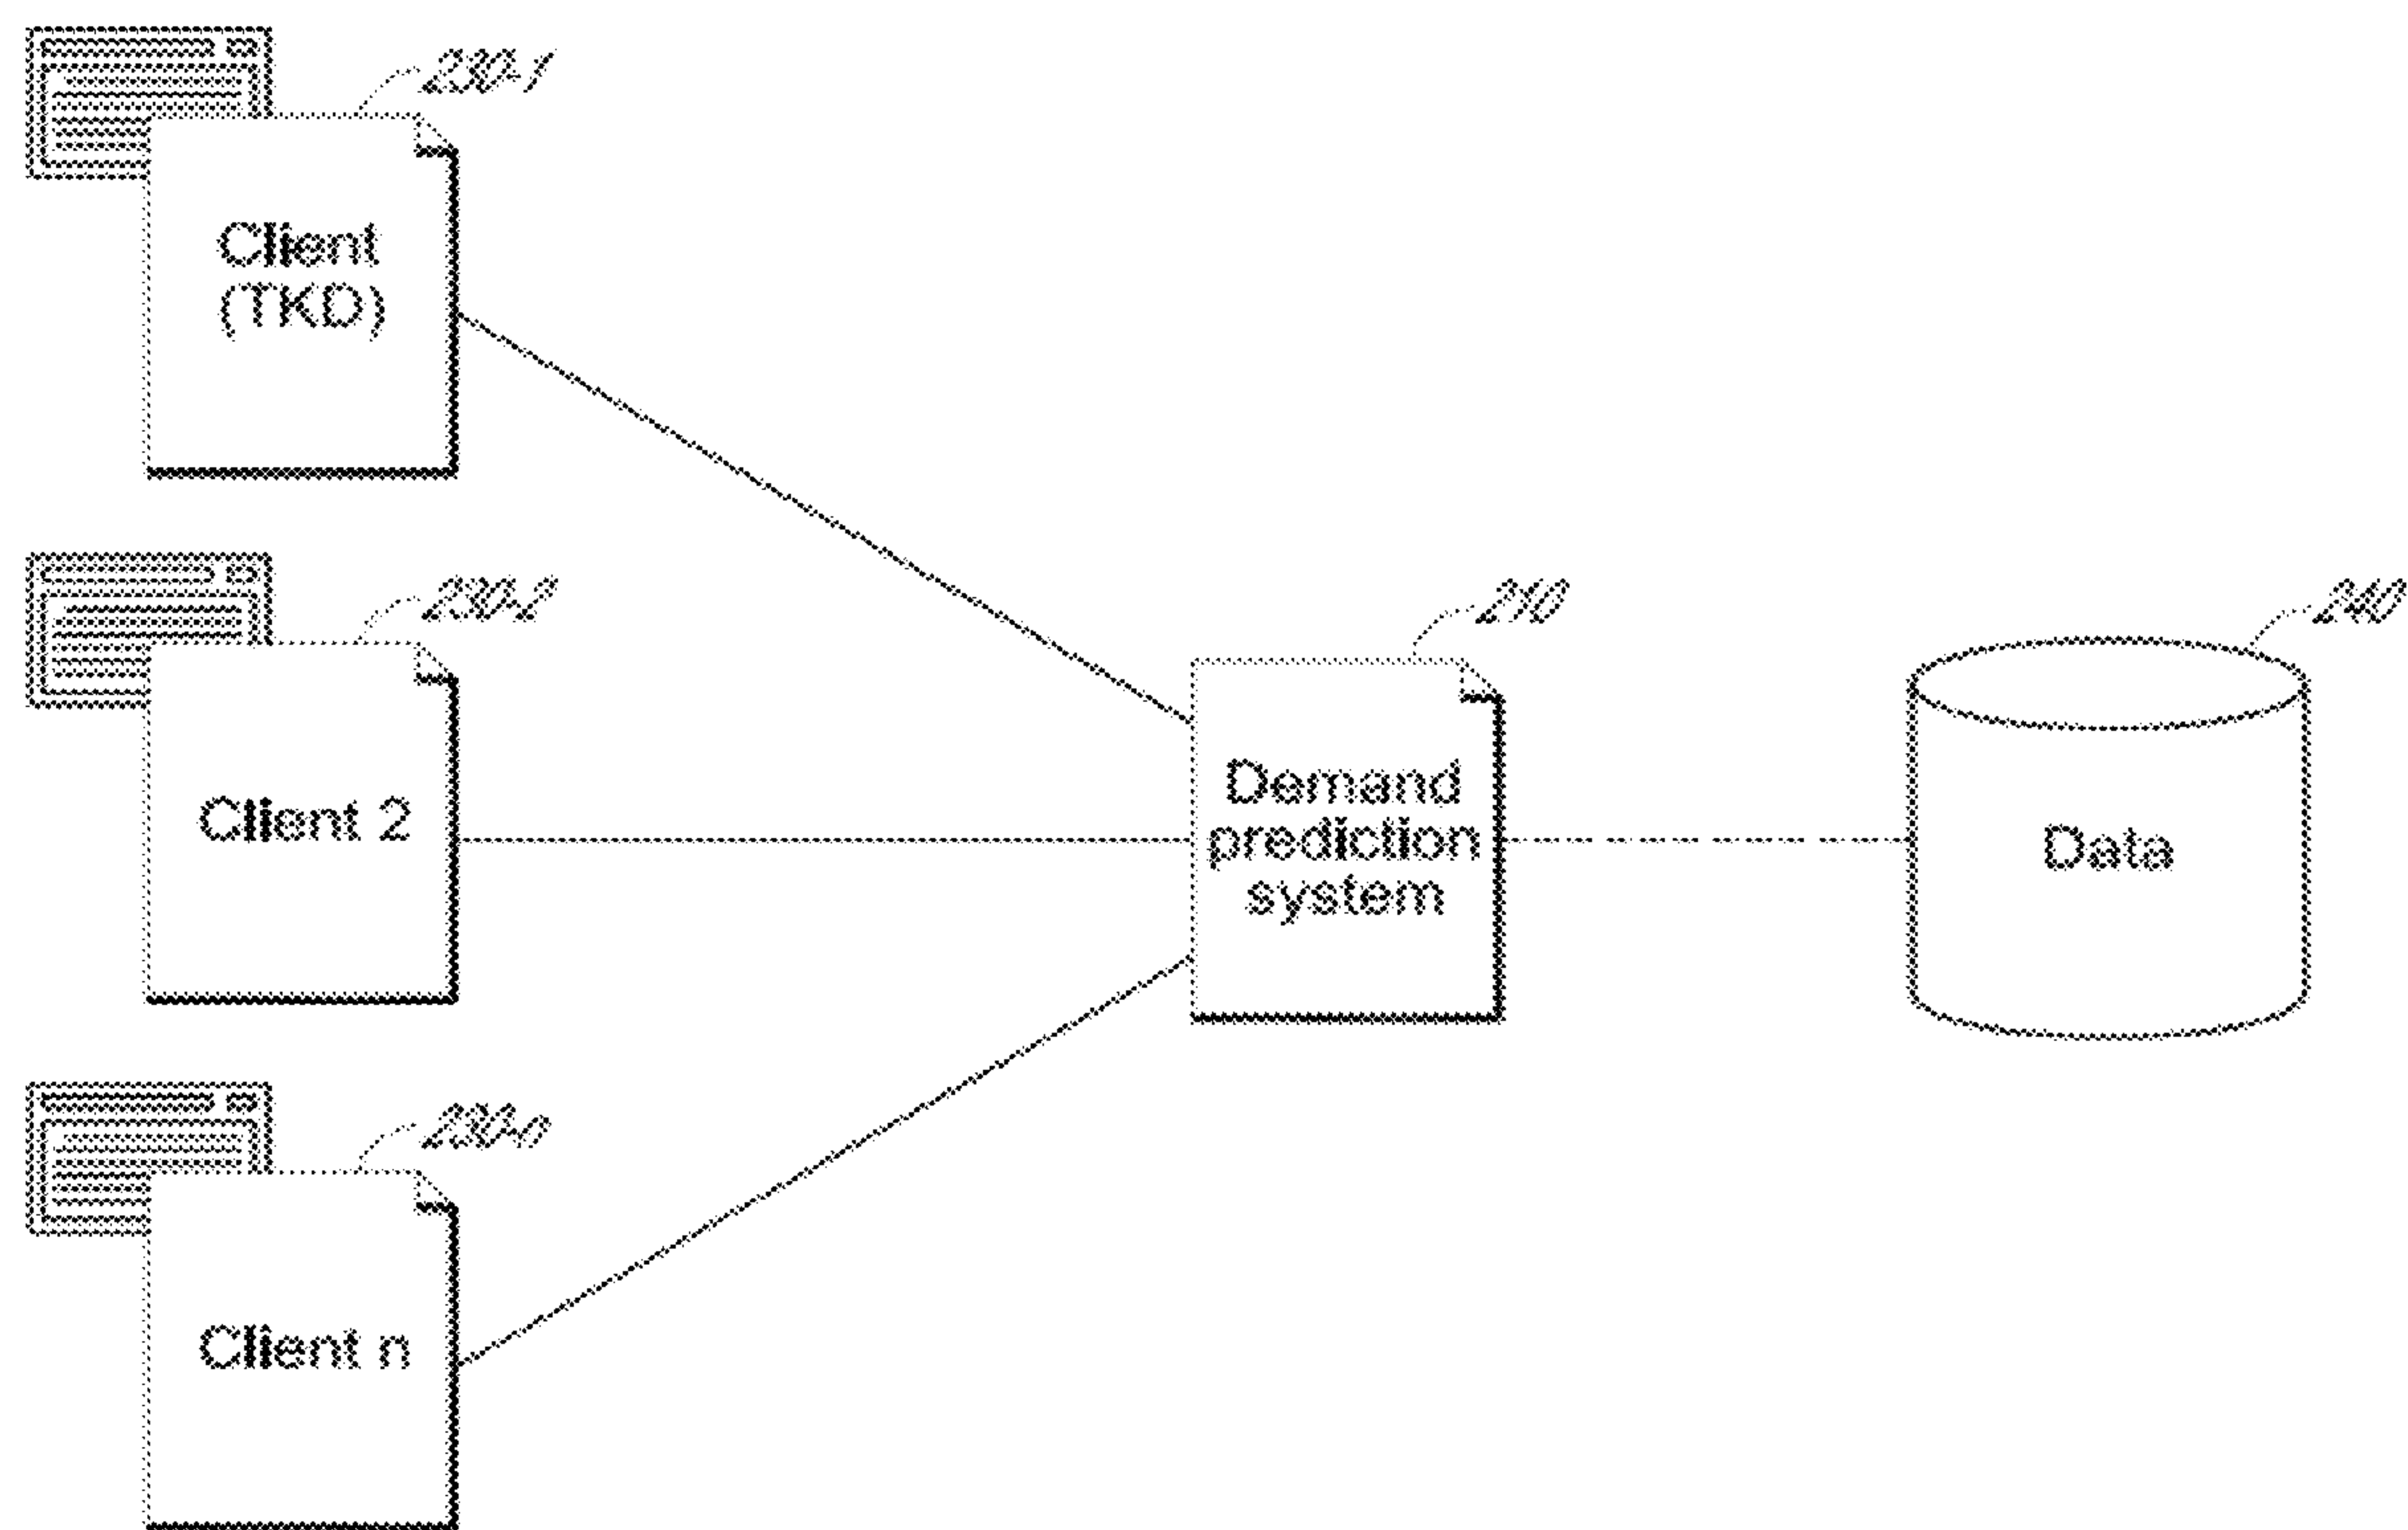 230-1
Client
(TKD)
230-2
Client 2
210
Demand
prediction
system
240
Data
230-n
Client n